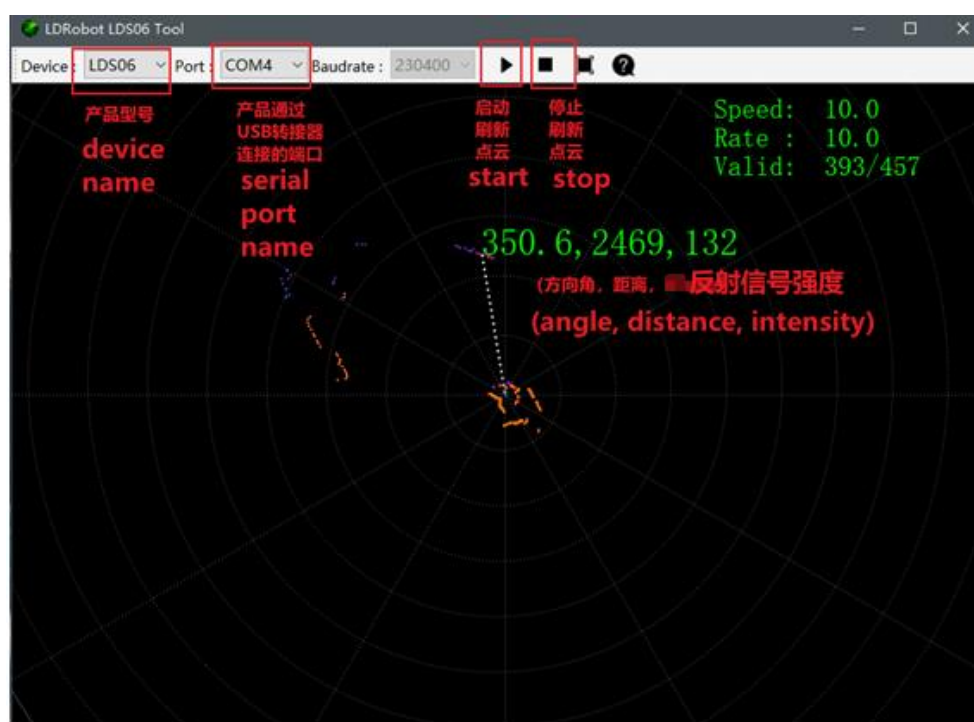 LDRobot LDS06 Tool
Device : LDS06 Port : COM4 Baudrate : 230400
产品型号
device
name
产品通过
USB转接器
连接的端口
serial
port
name
启动
刷新
点云
start
停止
刷新
点云
stop
Speed: 10.0
Rate : 10.0
Valid: 393/457
350.6,2469,132
(方向角，距离，反射信号强度
(angle, distance, intensity)